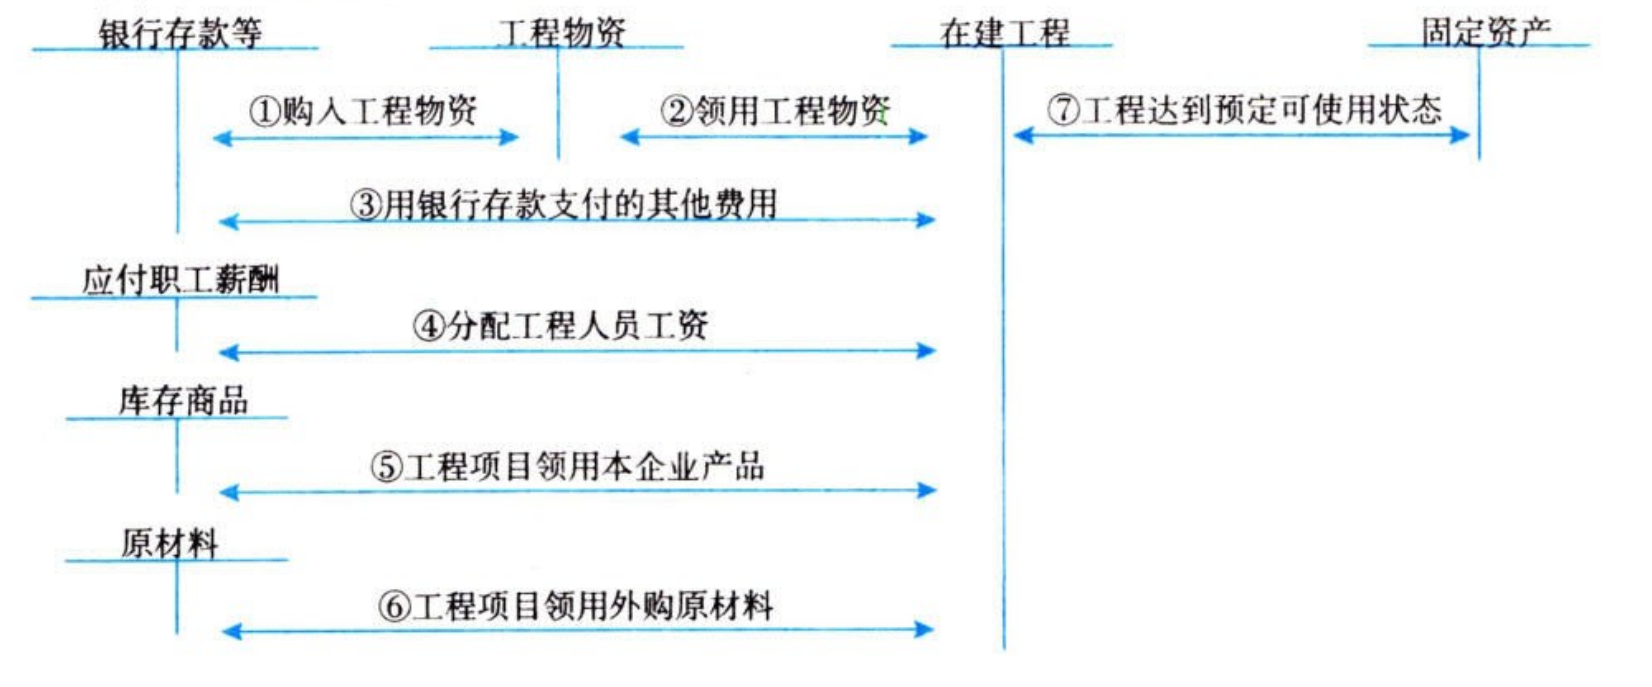 银行存款等 工程物资 在建工程 固定资产
①购入工程物资 ②领用工程物资 ⑦工程达到预定可使用状态
③用银行存款支付的其他费用
应付职工薪酬
④分配工程人员工资
库存商品
⑤工程项目领用本企业产品
原材料
⑥工程项目领用外购原材料